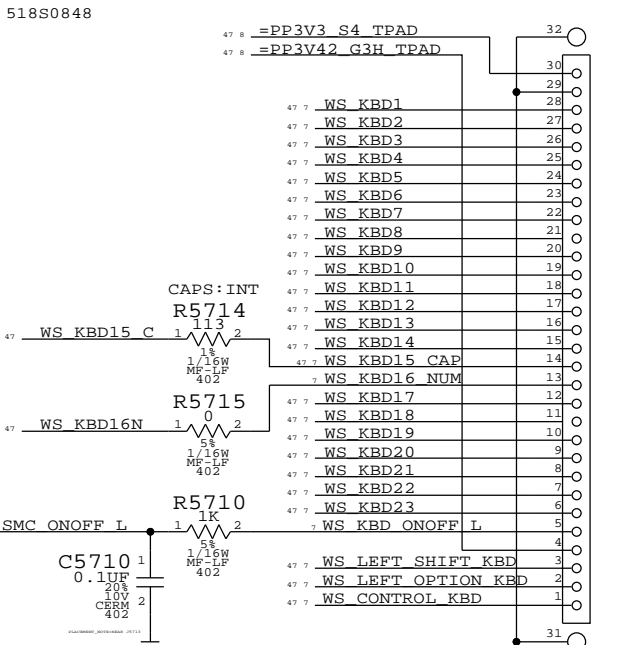 518S0848
47 8 =PP3V3_S4_TPAD
47 8 =PP3V42_G3H_TPAD
32
30
29
47 7 WS_KBD1 28
47 7 WS_KBD2 27
47 7 WS_KBD3 26
47 7 WS_KBD4 25
47 7 WS_KBD5 24
47 7 WS_KBD6 23
47 7 WS_KBD7 22
47 7 WS_KBD8 21
47 7 WS_KBD9 20
47 7 WS_KBD10 19
47 7 WS_KBD11 18
47 7 WS_KBD12 17
47 7 WS_KBD13 16
47 7 WS_KBD14 15
47 7 WS_KBD15_CAP 14
7 WS_KBD16_NUM 13
47 7 WS_KBD17 12
47 7 WS_KBD18 11
47 7 WS_KBD19 10
47 7 WS_KBD20 9
47 7 WS_KBD21 8
47 7 WS_KBD22 7
47 7 WS_KBD23 6
7 WS_KBD_ONOFF_L 5
4
47 7 WS_LEFT_SHIFT_KBD 3
47 7 WS_LEFT_OPTION_KBD 2
47 7 WS_CONTROL_KBD 1
31
CAPS:INT
R5714
113
47 WS_KBD15_C 1 2
1%
1/16W
MF-LF
402
R5715
0
47 WS_KBD16N 1 2
5%
1/16W
MF-LF
402
R5710
1K
SMC_ONOFF_L 1 2
5%
1/16W
MF-LF
402
C5710 1
0.1UF
20%
10V
CERM 2
402
PLACEMENT_NOTE=NEAR J5713